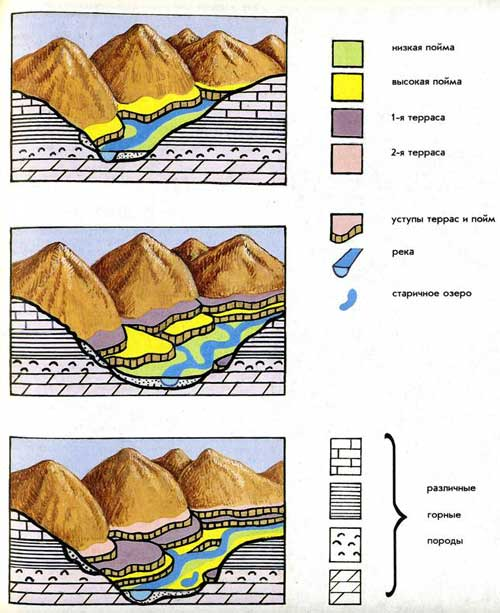 низкая пойма
высокая пойма
1-я терраса
2-я терраса
уступы террас и пойм
река
старичное озеро
различные
горные
породы